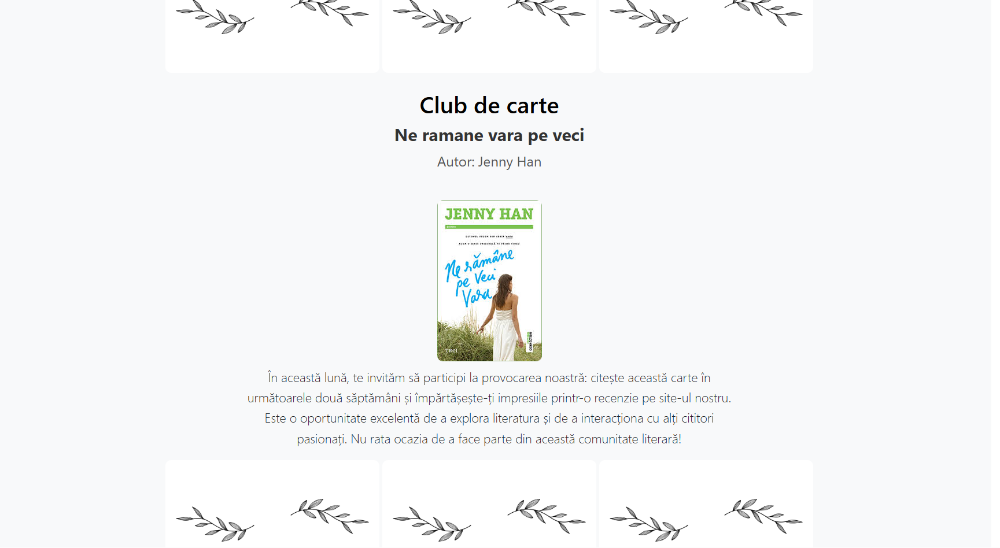 Club de carte
Ne ramane vara pe veci
Autor: Jenny Han
JENNY HAN
YOUNG
ULTIMUL VOLUM DIN SERIA VARA
ACUM O SERIE ORIGINALĂ PE PRIME VIDEO
Ne rămâne
pe veci
vara
FICTION
CONNECTION
TREI
În această lună, te invităm să participi la provocarea noastră: citește această carte în
următoarele două săptămâni și împărtășește-ți impresiile printr-o recenzie pe site-ul nostru.
Este o oportunitate excelentă de a explora literatura și de a interacționa cu alți cititori
pasionați. Nu rata ocazia de a face parte din această comunitate literară!